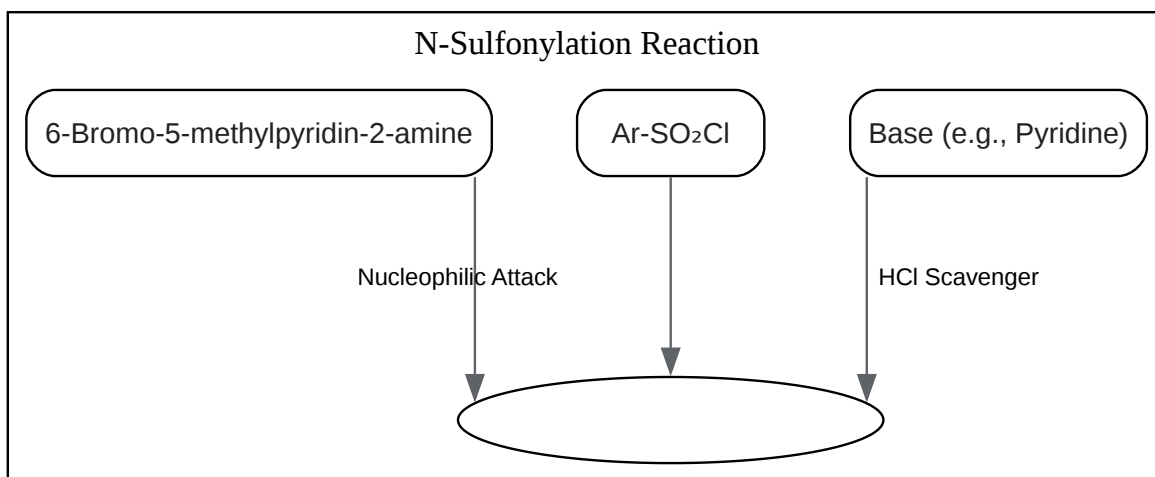 N-Sulfonylation Reaction
6-Bromo-5-methylpyridin-2-amine
Ar-SO₂Cl
Base (e.g., Pyridine)
Nucleophilic Attack
HCl Scavenger